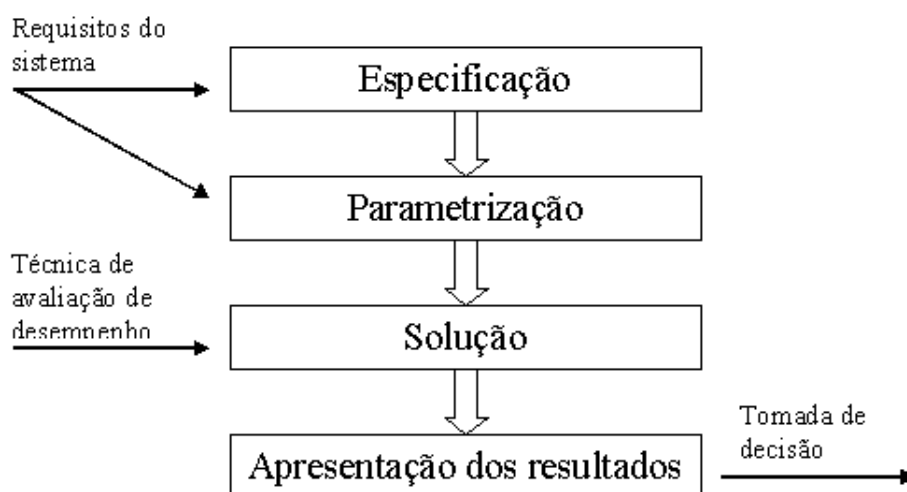 Requisitos do
sistema
Especificação
Parametrização
Técnica de
avaliação de
desempenho
Solução
Apresentação dos resultados
Tomada de
decisão